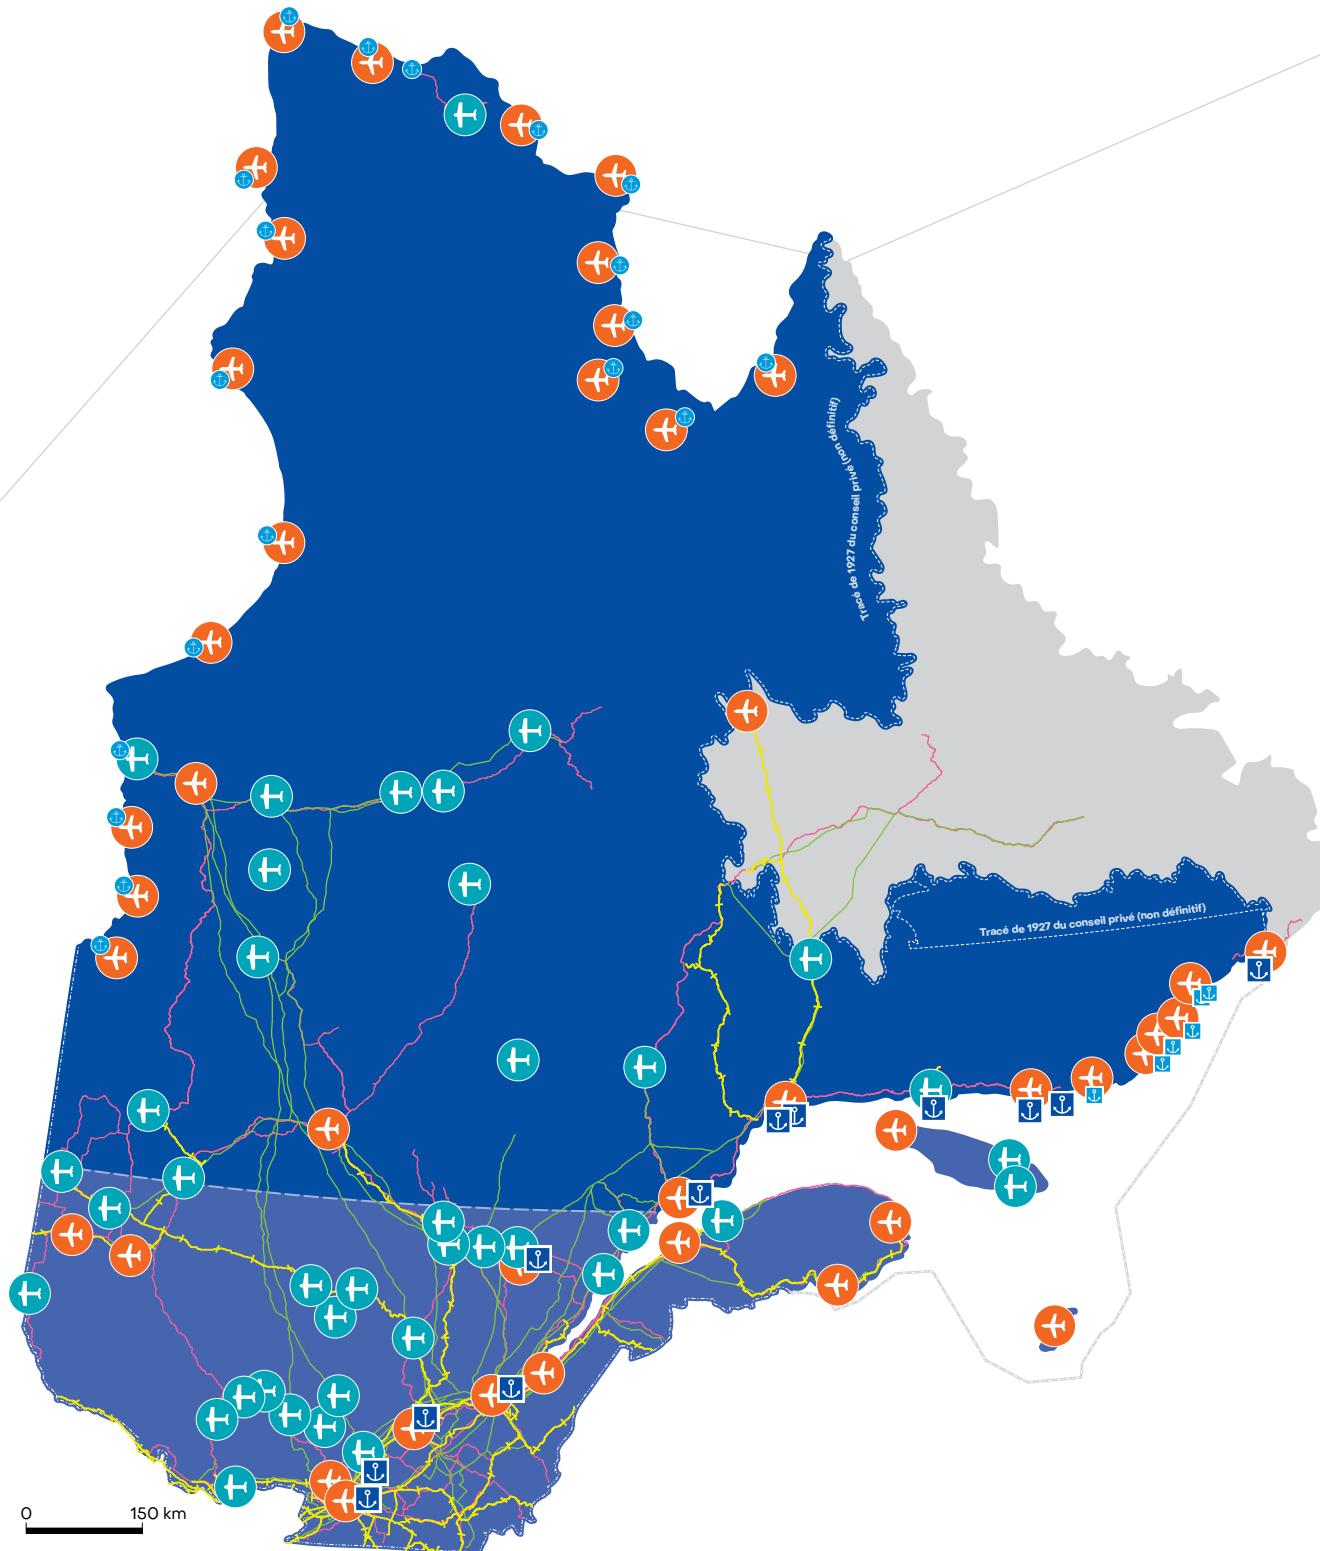 Tracé de 1927 du conseil privé (non définitif)
Tracé de 1927 du conseil privé (non définitif)
0 150 km